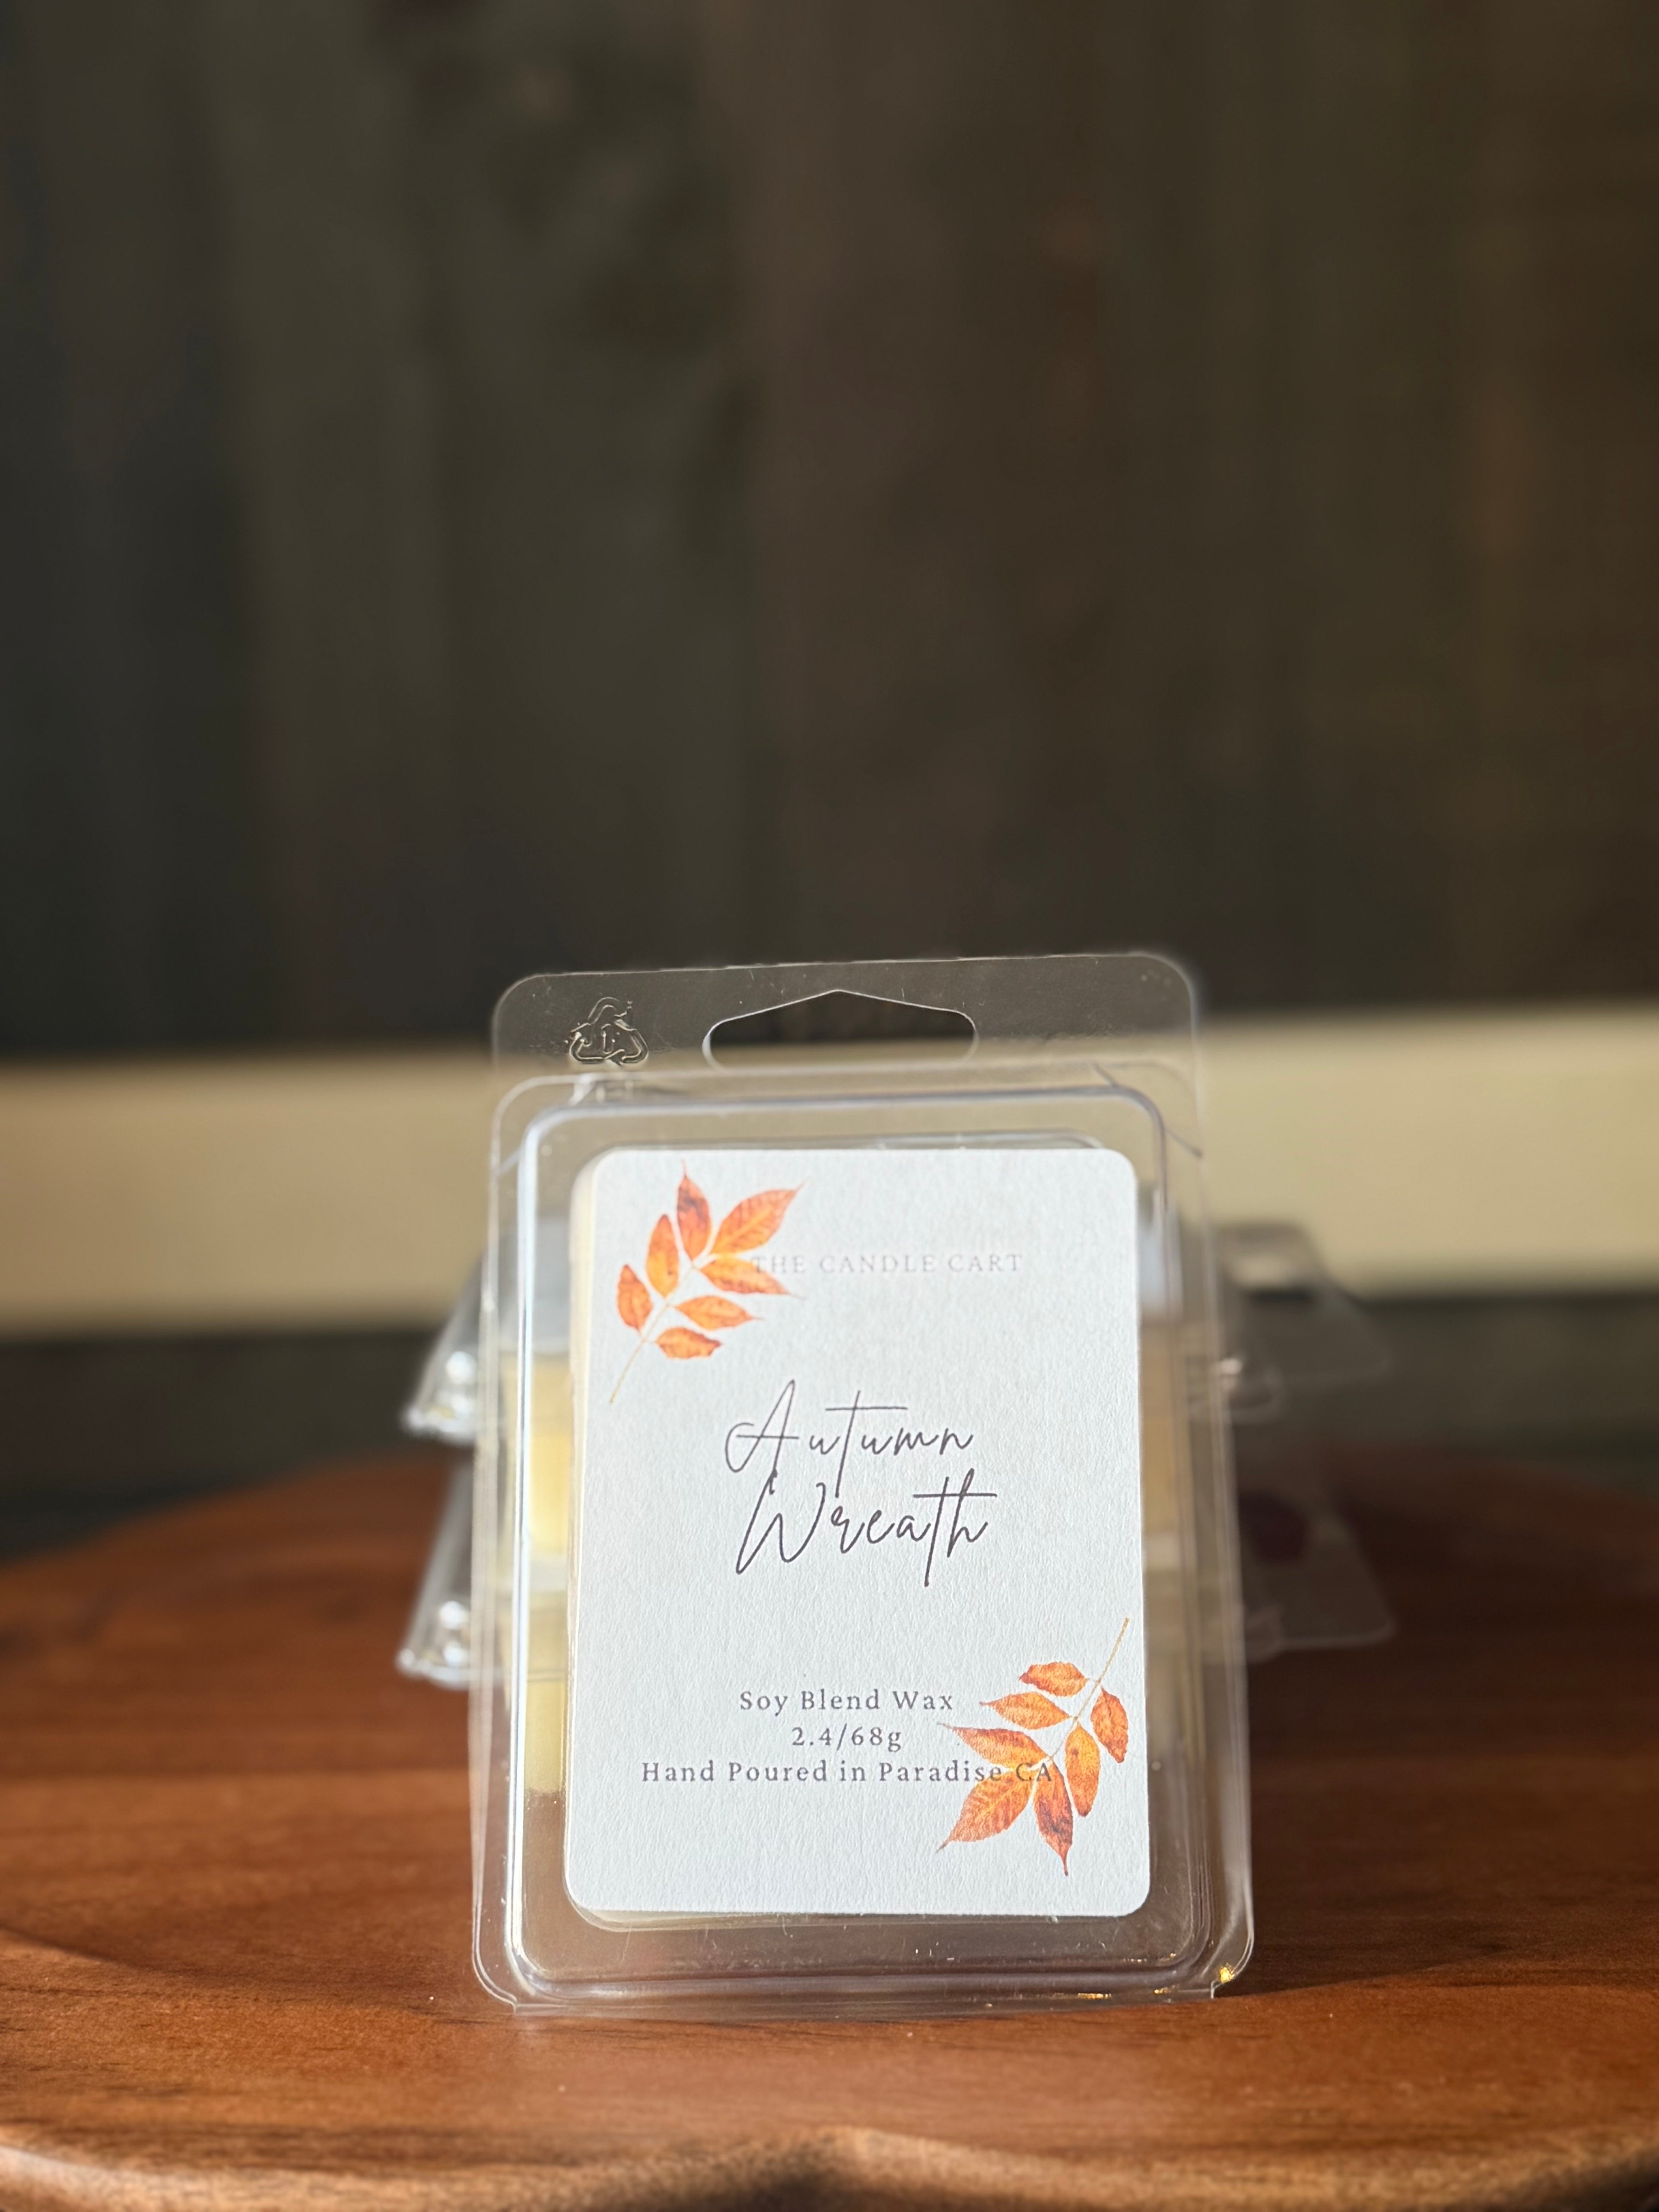 THE CANDLE CART
Autumn
Wreath
Soy Blend Wax
2.4/68g
Hand Poured in Paradise CA